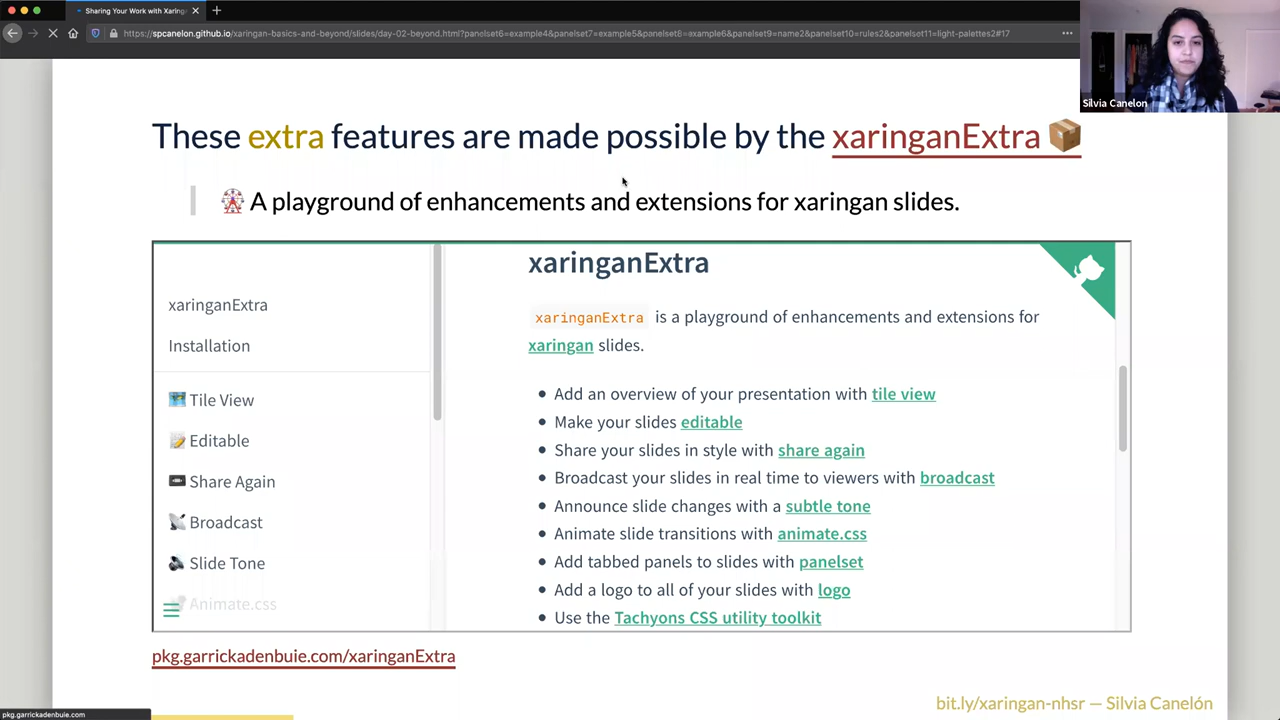 Sharing Your Work with Xaring
https://spcanelon.github.io/xaringan-basics-and-beyond/slides/day-02-beyond.html?panelset6=example4&panelset7=example5&panelset8=example6&panelset9=name2&panelset10=rules2&panelset11=light-palettes2#17
Silvia Canelon
These extra features are made possible by the xaringanExtra 📦
🎡 A playground of enhancements and extensions for xaringan slides.
xaringanExtra
Installation
Tile View
Editable
Share Again
Broadcast
Slide Tone
Animate.css
xaringanExtra
xaringanExtra is a playground of enhancements and extensions for
xaringan slides.
• Add an overview of your presentation with tile view
• Make your slides editable
• Share your slides in style with share again
• Broadcast your slides in real time to viewers with broadcast
• Announce slide changes with a subtle tone
• Animate slide transitions with animate.css
• Add tabbed panels to slides with panelset
• Add a logo to all of your slides with logo
• Use the Tachyons CSS utility toolkit
pkg.garrickadenbuie.com/xaringanExtra
bit.ly/xaringan-nhsr — Silvia Canelón
pkg.garrickadenbuie.com